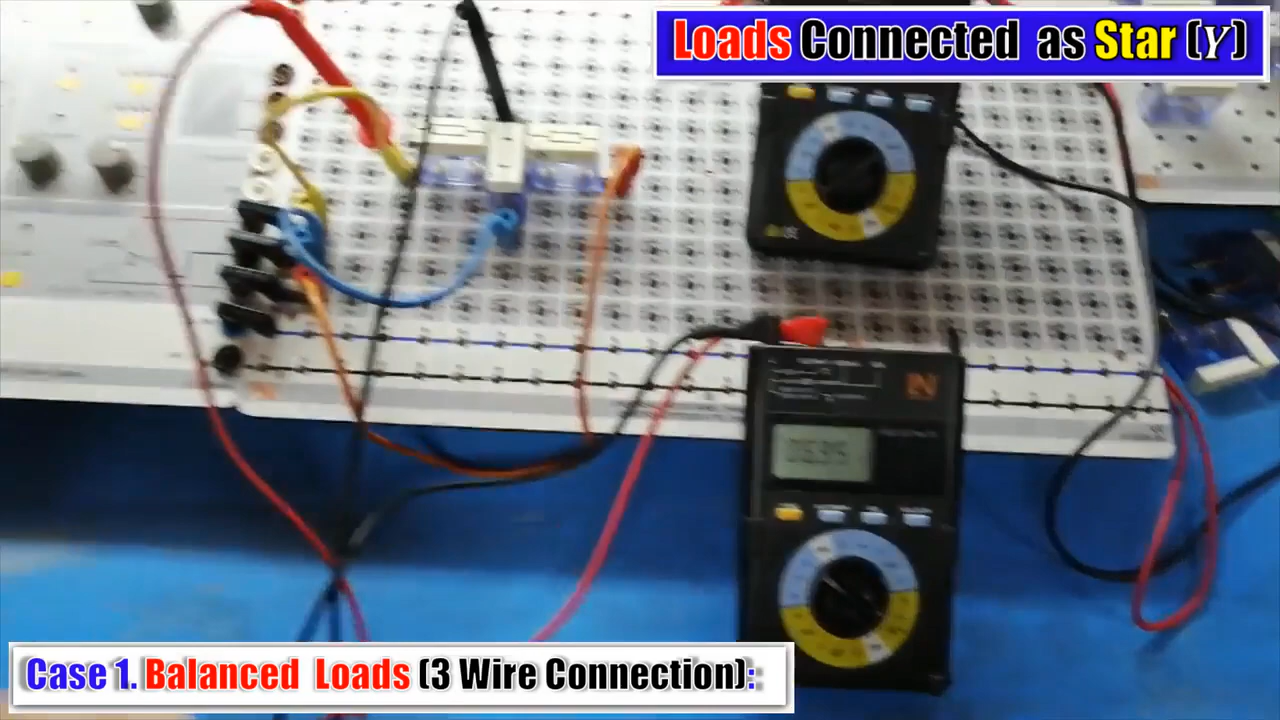 Loads Connected as Star (Y)
Case 1. Balanced Loads (3 Wire Connection):